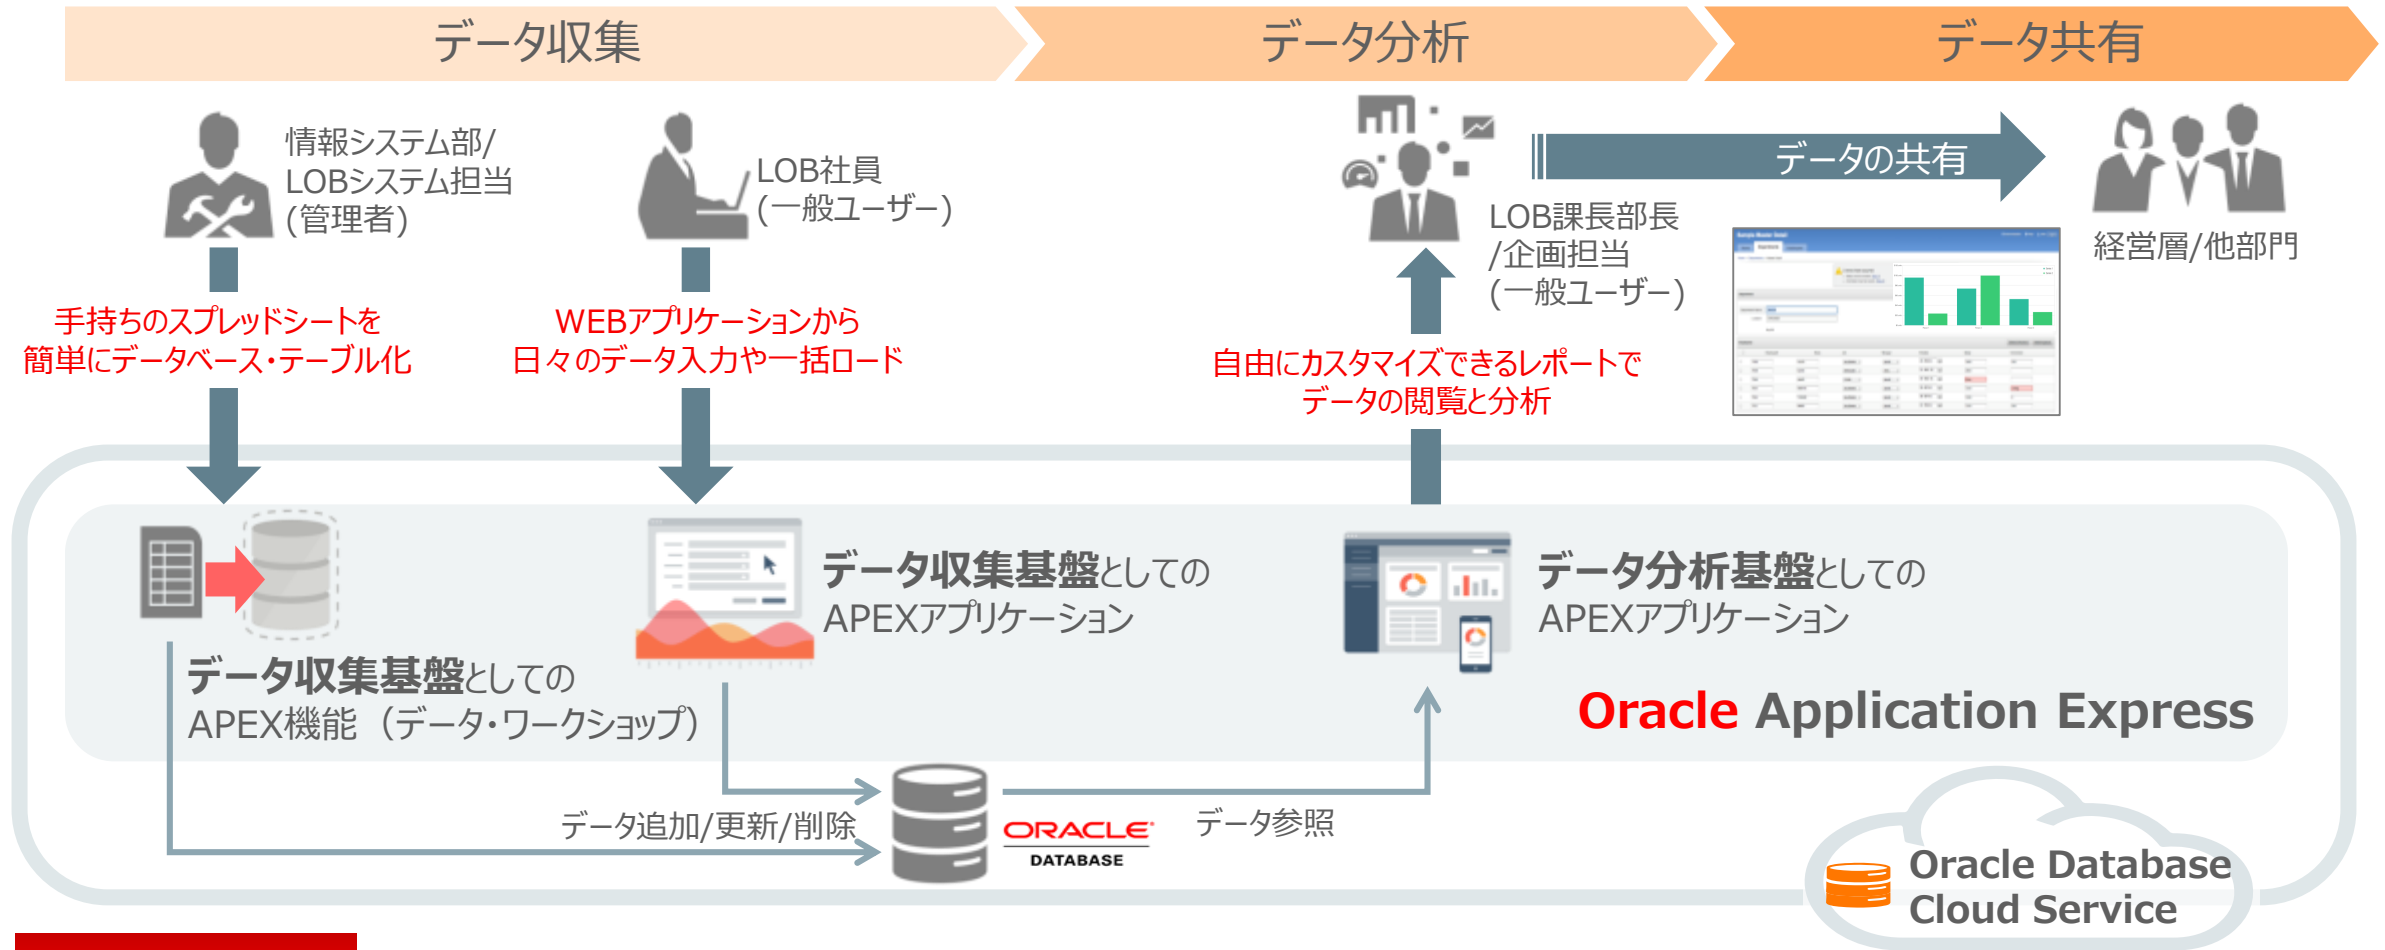 データ収集
データ分析
データ共有
情報システム部/
LOBシステム担当
(管理者)
LOB社員
(一般ユーザー)
LOB課長部長
/企画担当
(一般ユーザー)
データの共有
経営層/他部門
手持ちのスプレッドシートを
簡単にデータベース・テーブル化
WEBアプリケーションから
日々のデータ入力や一括ロード
自由にカスタマイズできるレポートで
データの閲覧と分析
データ収集基盤としての
APEX機能（データ・ワークショップ）
データ収集基盤としての
APEXアプリケーション
データ分析基盤としての
APEXアプリケーション
Oracle Application Express
データ追加/更新/削除
ORACLE
DATABASE
データ参照
Oracle Database
Cloud Service